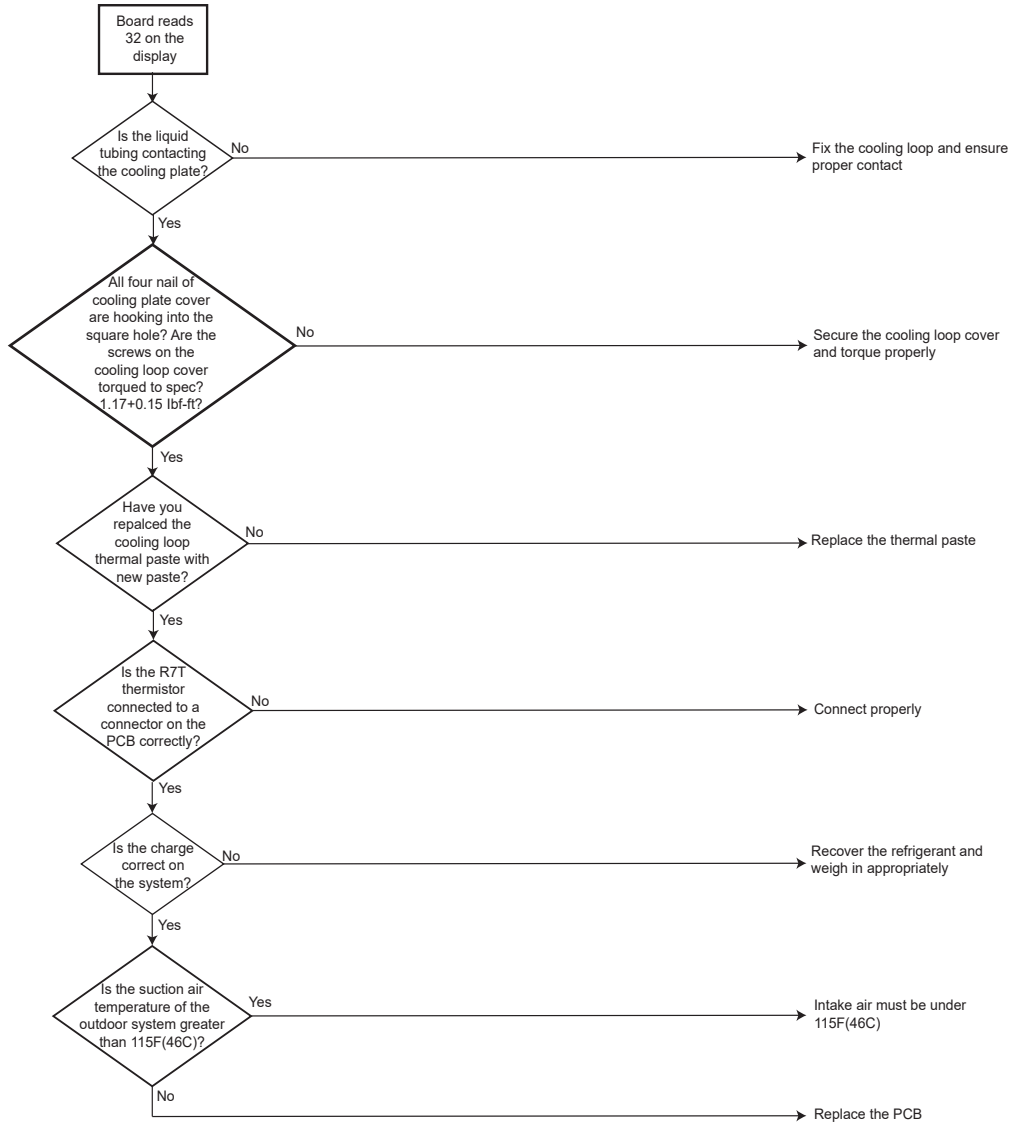 Board reads
32 on the
display
Is the liquid
tubing contacting
the cooling plate?
No
Fix the cooling loop and ensure
proper contact
Yes
All four nail of
cooling plate cover
are hooking into the
square hole? Are the
screws on the
cooling loop cover
torqued to spec?
1.17+0.15 lbf-ft?
No
Secure the cooling loop cover
and torque properly
Yes
Have you
repalced the
cooling loop
thermal paste with
new paste?
No
Replace the thermal paste
Yes
Is the R7T
thermistor
connected to a
connector on the
PCB correctly?
No
Connect properly
Yes
Is the charge
correct on
the system?
No
Recover the refrigerant and
weigh in appropriately
Yes
Is the suction air
temperature of the
outdoor system greater
than 115F(46C)?
Yes
Intake air must be under
115F(46C)
No
Replace the PCB